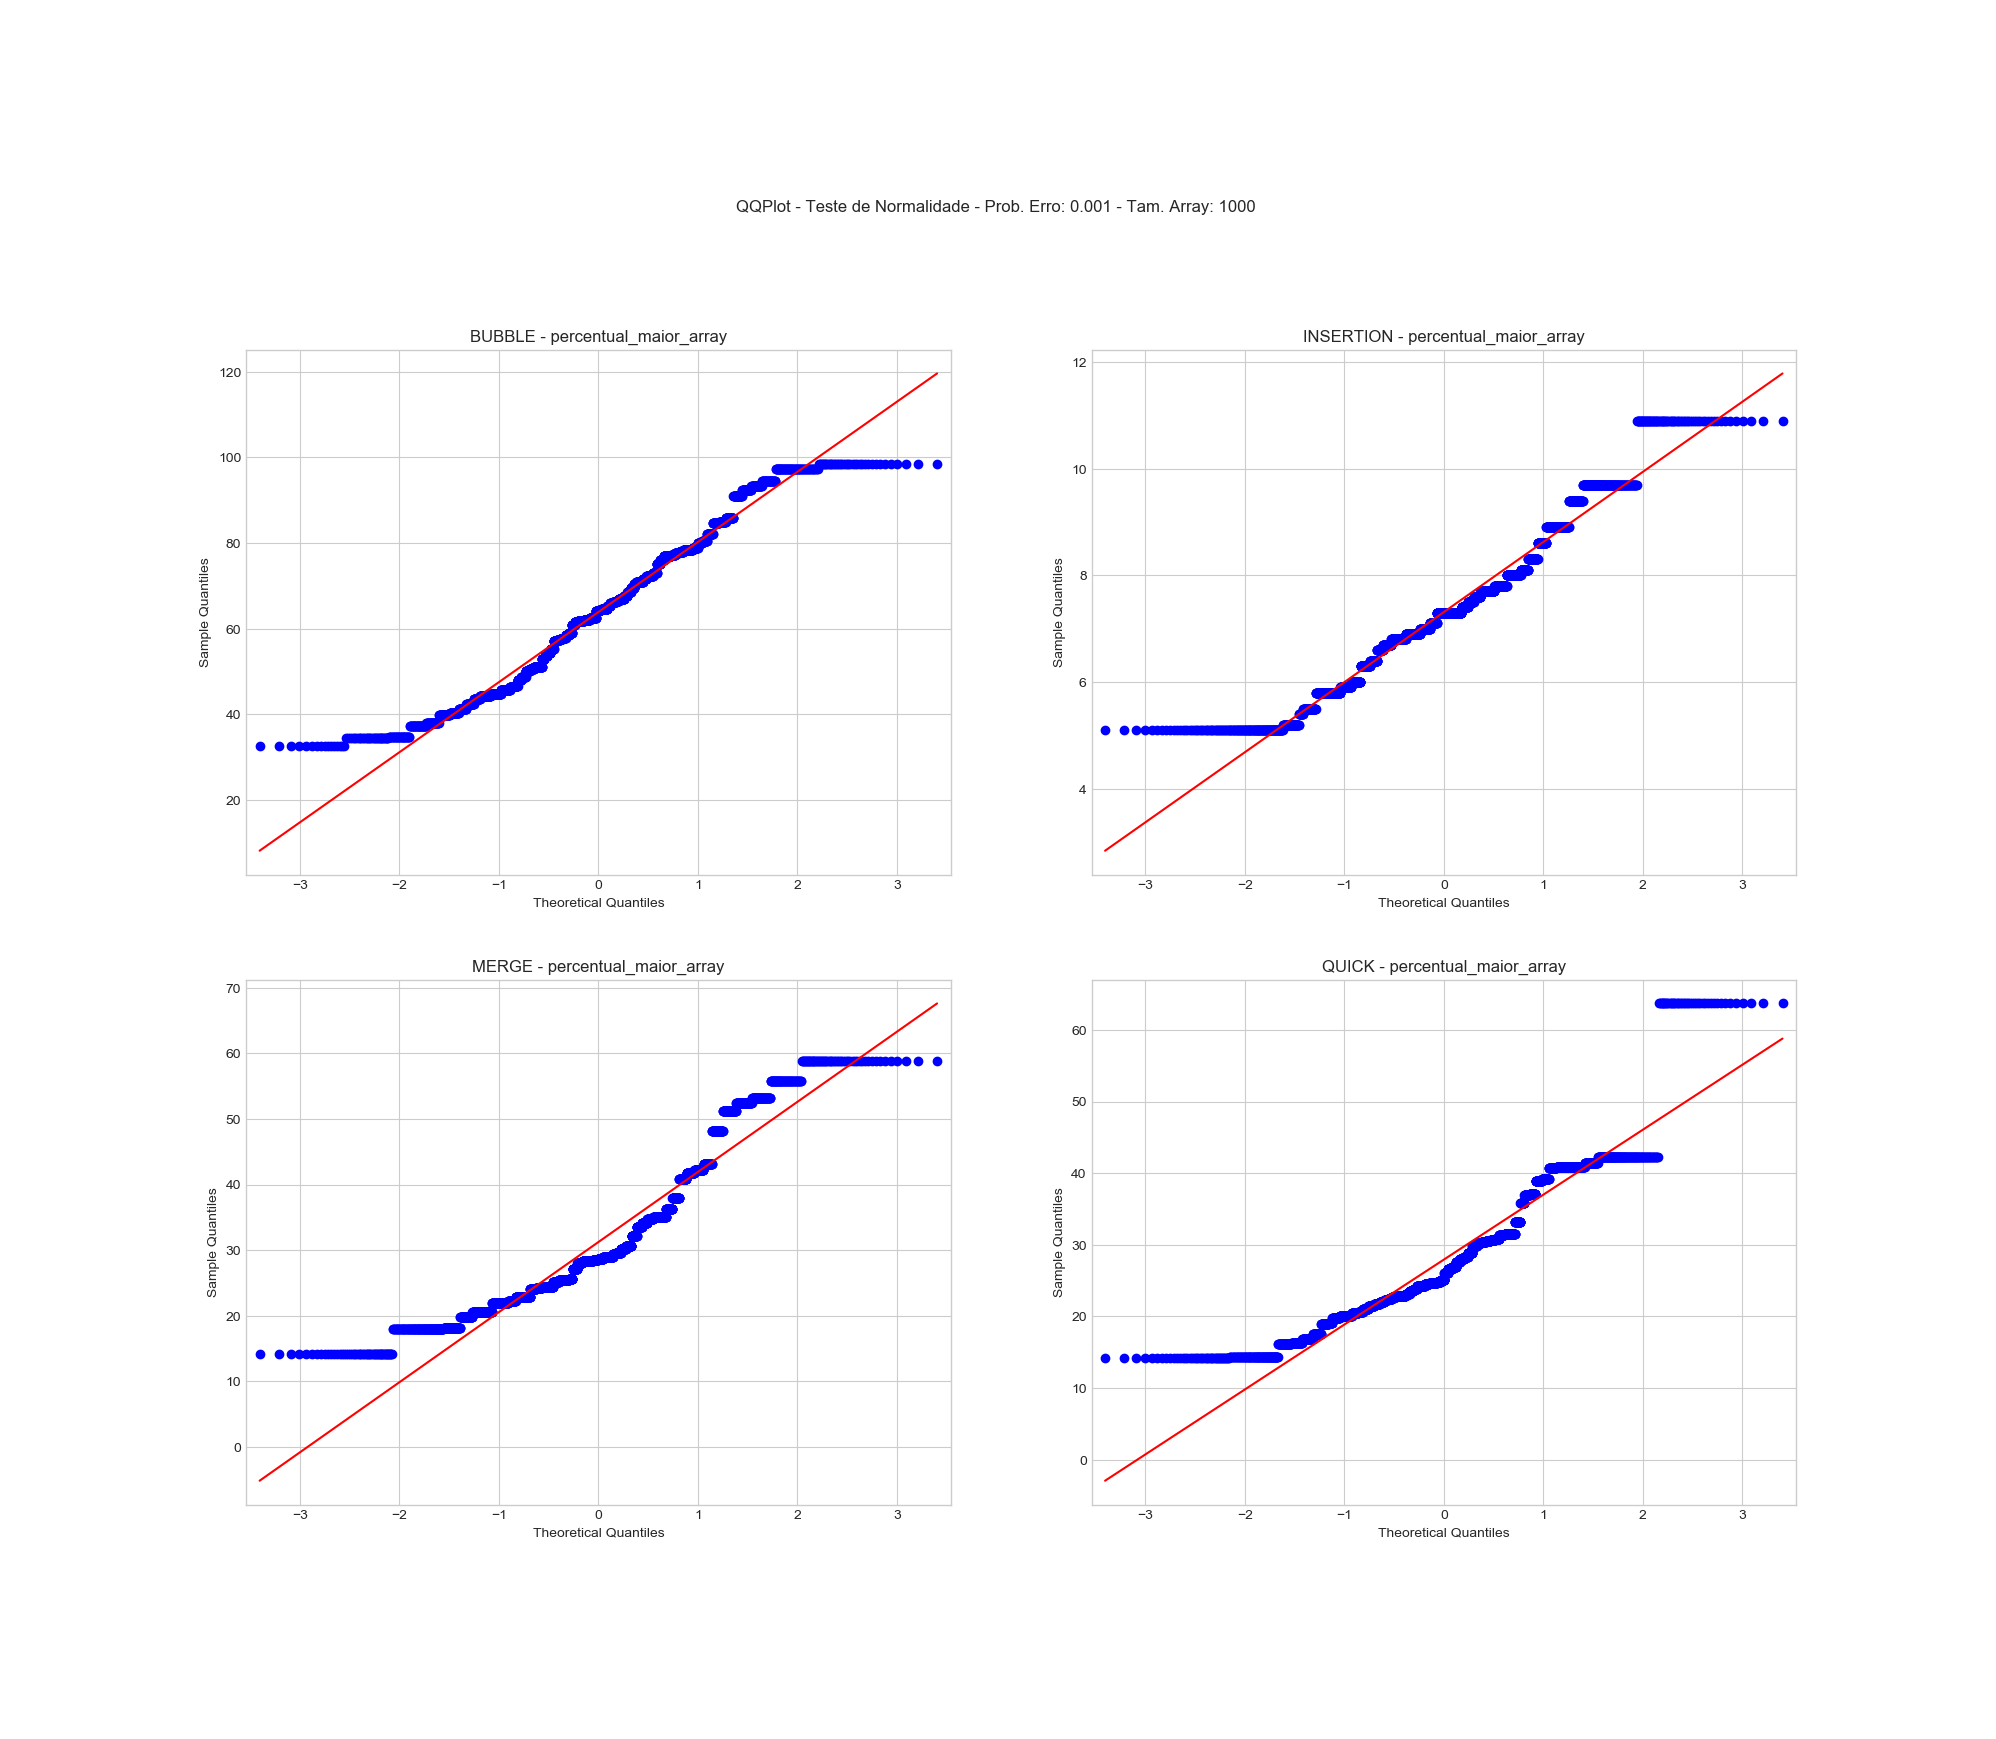 QQPlot - Teste de Normalidade - Prob. Erro: 0.001 - Tam. Array: 1000
BUBBLE - percentual_maior_array
120
100
80
60
40
20
Sample Quantiles
−3 −2 −1 0 1 2 3
Theoretical Quantiles
INSERTION - percentual_maior_array
12
10
8
6
4
Sample Quantiles
−3 −2 −1 0 1 2 3
Theoretical Quantiles
MERGE - percentual_maior_array
70
60
50
40
30
20
10
0
Sample Quantiles
−3 −2 −1 0 1 2 3
Theoretical Quantiles
QUICK - percentual_maior_array
60
50
40
30
20
10
0
Sample Quantiles
−3 −2 −1 0 1 2 3
Theoretical Quantiles